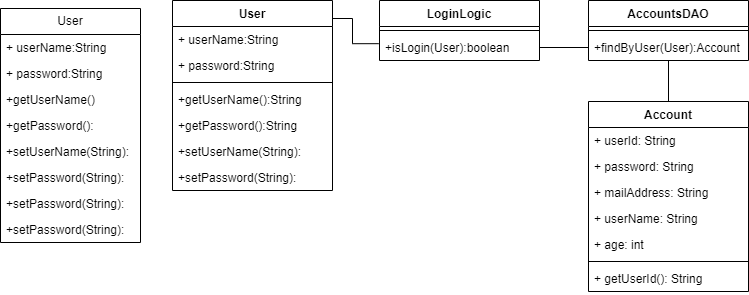 User
+ userName:String
+ password:String
+getUserName()
+getPassword():
+setUserName(String):
+setPassword(String):
+setPassword(String):
+setPassword(String):
User
+ userName:String
+ password:String
+getUserName():String
+getPassword():String
+setUserName(String):
+setPassword(String):
LoginLogic
+isLogin(User):boolean
AccountsDAO
+findByUser(User):Account
Account
+ userId: String
+ password: String
+ mailAddress: String
+ userName: String
+ age: int
+ getUserId(): String